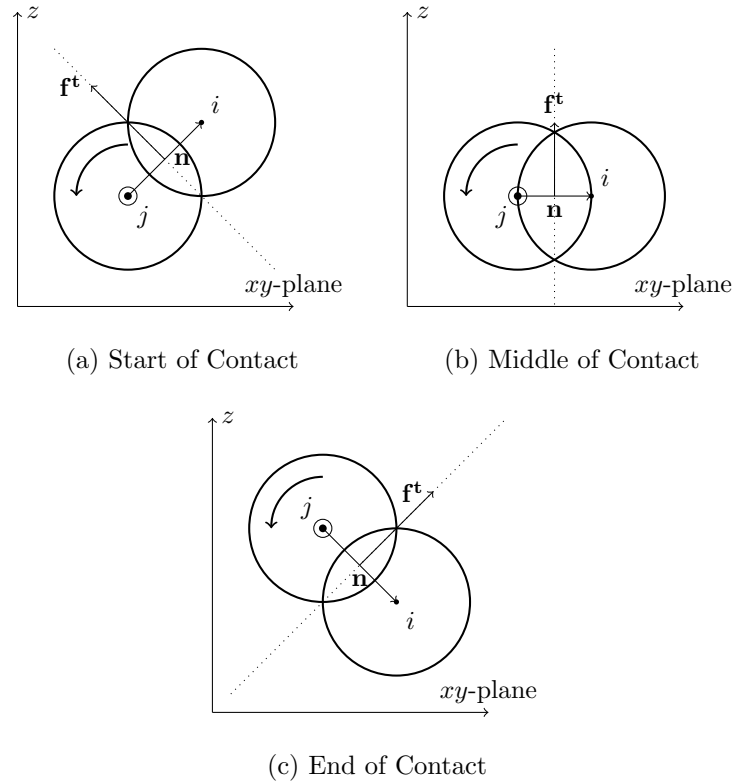 z
f^t
i
n
j
xy-plane
(a) Start of Contact
z
f^t
i
n
j
xy-plane
(b) Middle of Contact
z
f^t
j
n
i
xy-plane
(c) End of Contact